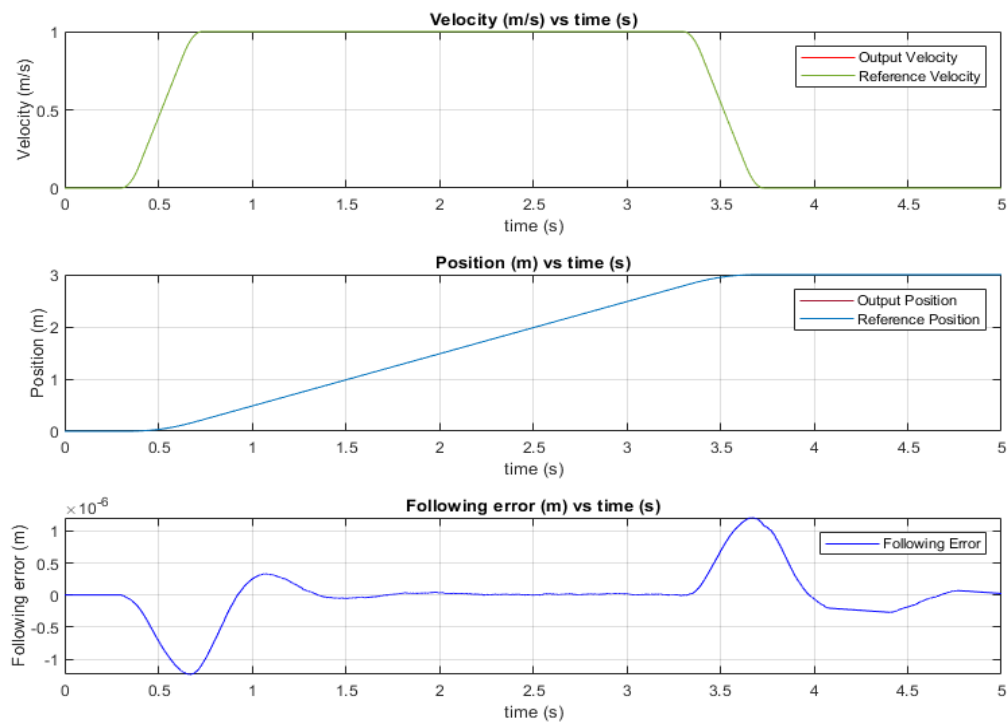 Velocity (m/s) vs time (s)
1
0.5
0
Velocity (m/s)
Output Velocity
Reference Velocity
0 0.5 1 1.5 2 2.5 3 3.5 4 4.5 5
time (s)
Position (m) vs time (s)
3
2
1
0
Position (m)
Output Position
Reference Position
0 0.5 1 1.5 2 2.5 3 3.5 4 4.5 5
time (s)
×10⁻⁶
Following error (m) vs time (s)
1
0.5
0
-0.5
-1
Following error (m)
Following Error
0 0.5 1 1.5 2 2.5 3 3.5 4 4.5 5
time (s)